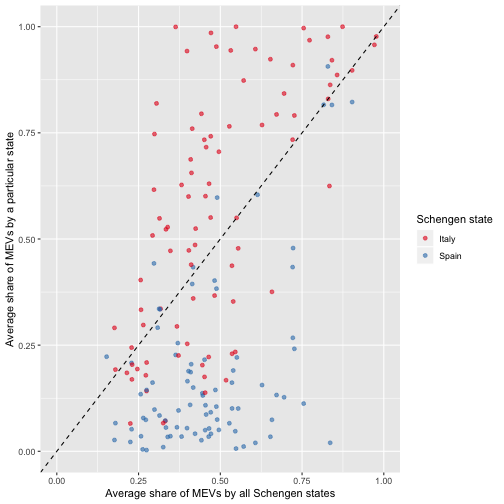 1.00
0.75
0.50
0.25
0.00
Average share of MEVs by a particular state
0.00 0.25 0.50 0.75 1.00
Average share of MEVs by all Schengen states
Schengen state
Italy
Spain